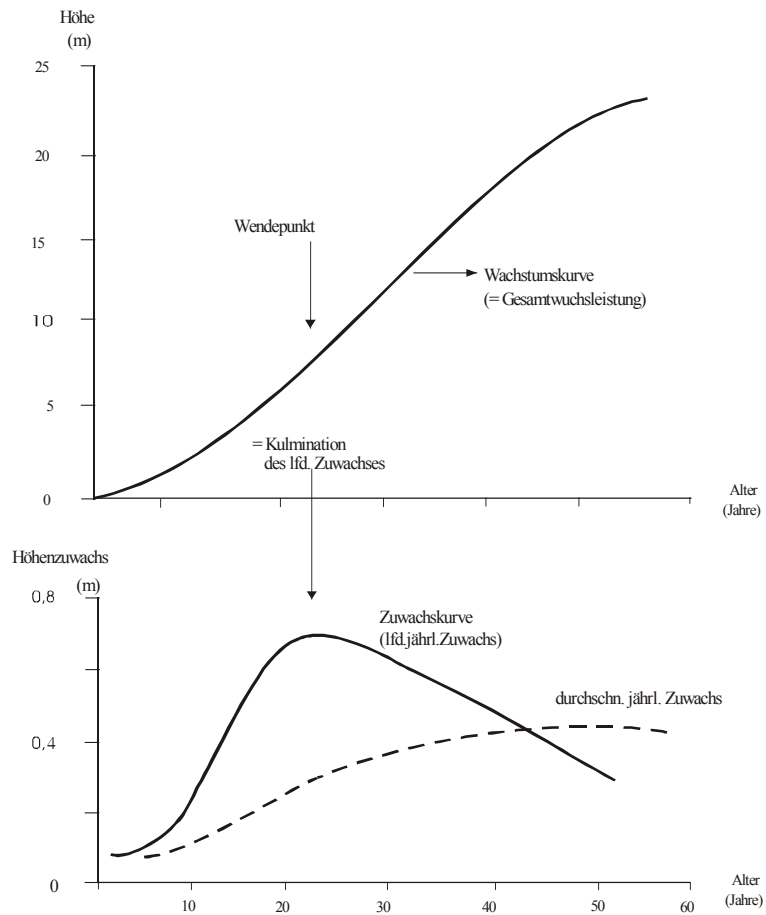 Höhe
(m)
25
20
15
10
5
0
Wendepunkt
Wachstumskurve
(= Gesamtwuchsleistung)
= Kulmination
des lfd. Zuwachses
Alter
(Jahre)
Höhenzuwachs
(m)
0,8
0,4
0
Zuwachskurve
(lfd.jährl.Zuwachs)
durchschn. jährl. Zuwachs
10 20 30 40 50 60
Alter
(Jahre)